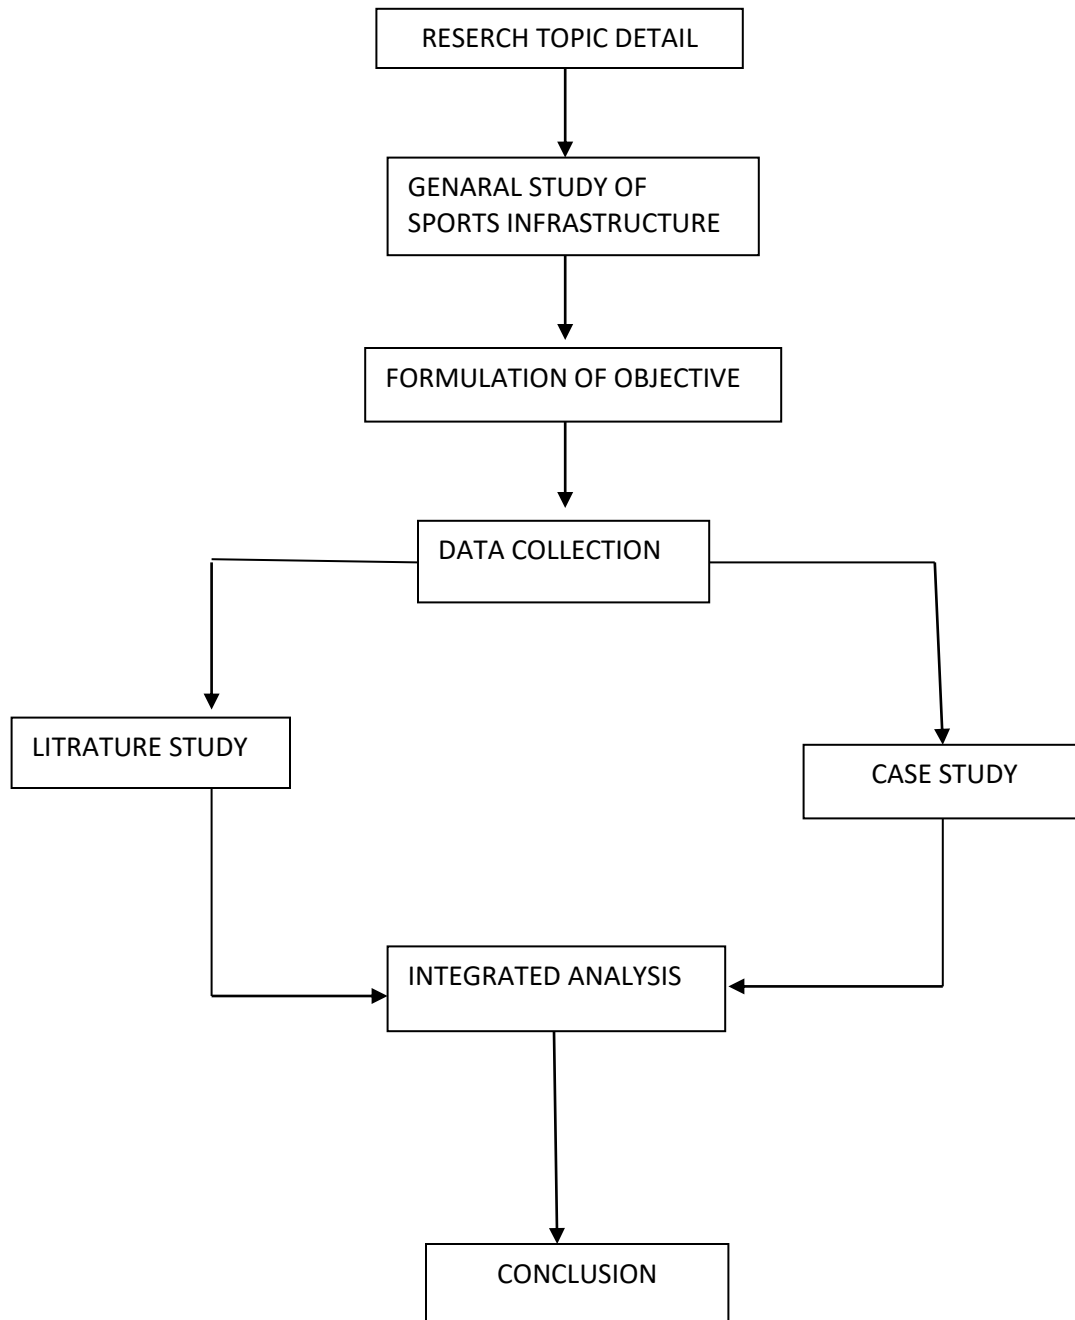 RESERCH TOPIC DETAIL
GENARAL STUDY OF
SPORTS INFRASTRUCTURE
FORMULATION OF OBJECTIVE
DATA COLLECTION
LITRATURE STUDY
CASE STUDY
INTEGRATED ANALYSIS
CONCLUSION